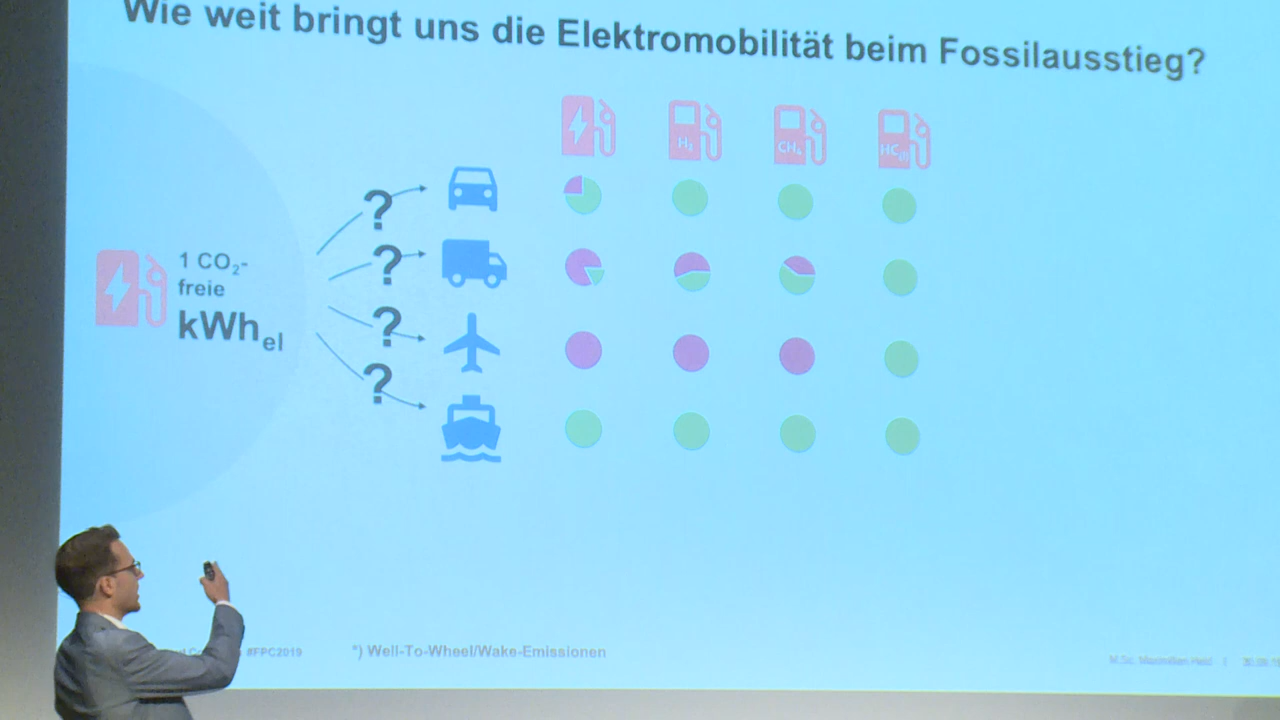 Wie weit bringt uns die Elektromobilität beim Fossilausstieg?
H₂
CH₄
HC(l)
?
?
?
?
1 CO₂-
freie
kWhel
#FPC2019
*) Well-To-Wheel/Wake-Emissionen
M.Sc. Maximilian Held |